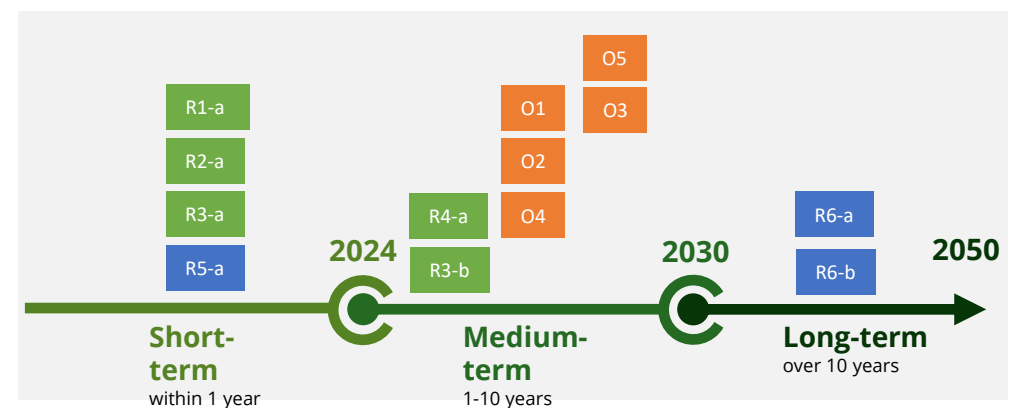 O5
R1-a
O1
O3
R2-a
O2
R3-a
R4-a
O4
R6-a
2024
2030
2050
R5-a
R3-b
R6-b
Short-
term
within 1 year
Medium-
term
1-10 years
Long-term
over 10 years